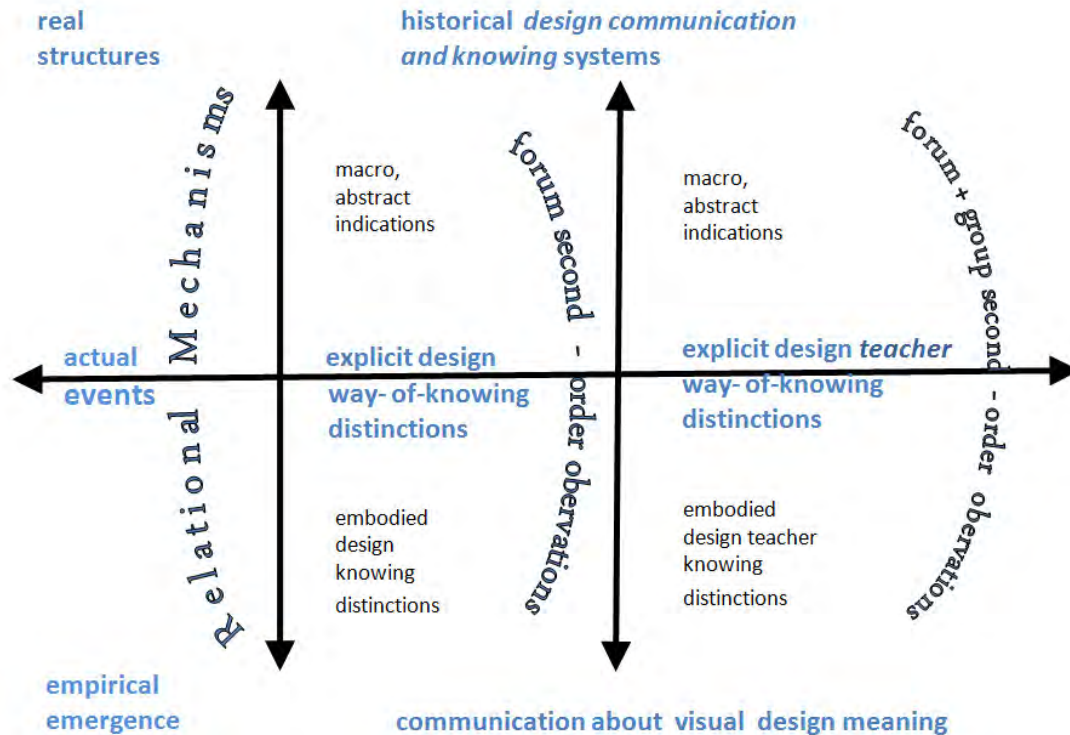 real
structures
historical design communication
and knowing systems
Relational Mechanisms
macro,
abstract
indications
forum second - order obervations
macro,
abstract
indications
forum + group second - order obervations
actual
events
explicit design
way- of-knowing
distinctions
explicit design teacher
way- of-knowing
distinctions
embodied
design
knowing
distinctions
embodied
design teacher
knowing
distinctions
empirical
emergence
communication about visual design meaning